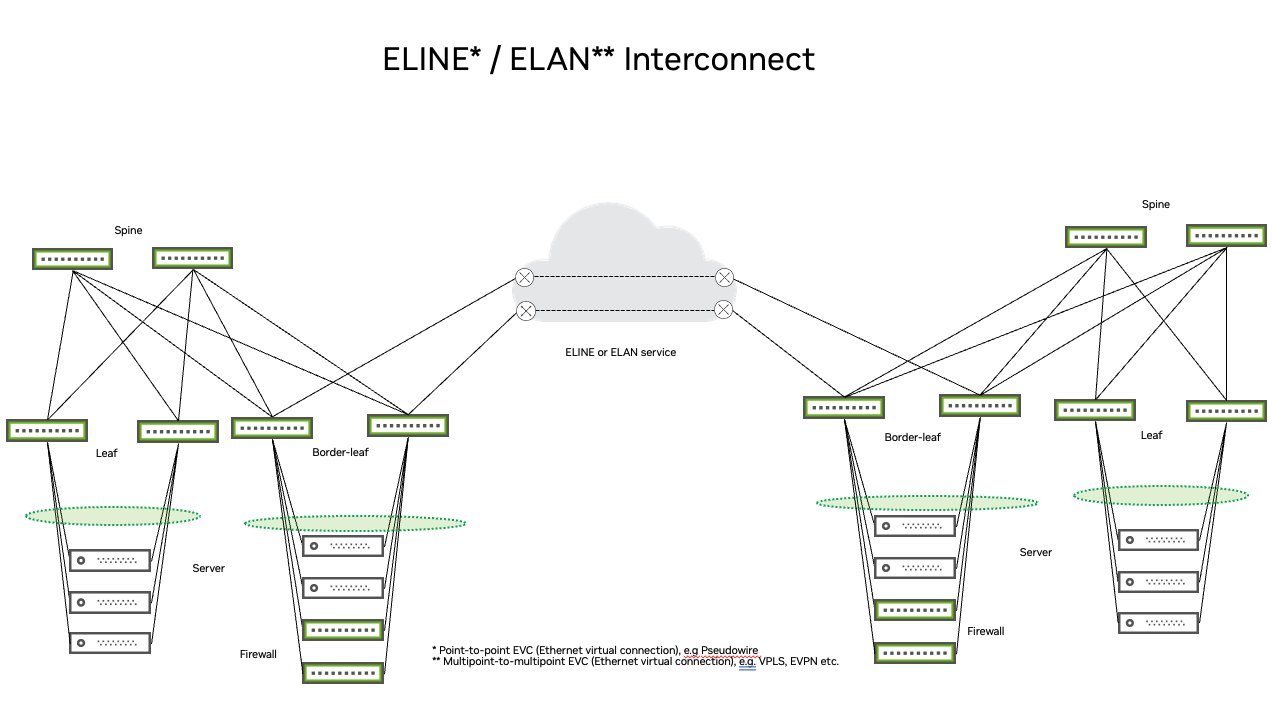 ELINE* / ELAN** Interconnect
Spine
Spine
ELINE or ELAN service
Leaf
Border-leaf
Border-leaf
Leaf
Server
Server
Firewall
Firewall
* Point-to-point EVC (Ethernet virtual connection), e.g Pseudowire
** Multipoint-to-multipoint EVC (Ethernet virtual connection), e.g. VPLS, EVPN etc.